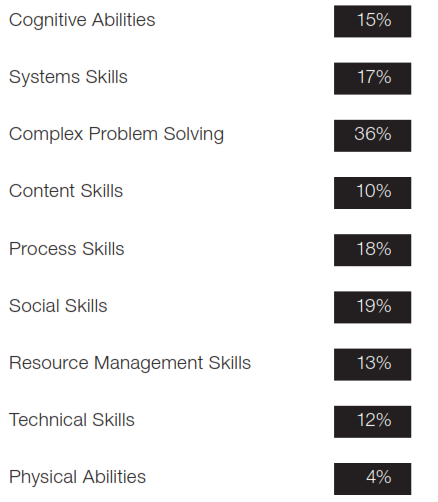 Cognitive Abilities 15%
Systems Skills 17%
Complex Problem Solving 36%
Content Skills 10%
Process Skills 18%
Social Skills 19%
Resource Management Skills 13%
Technical Skills 12%
Physical Abilities 4%